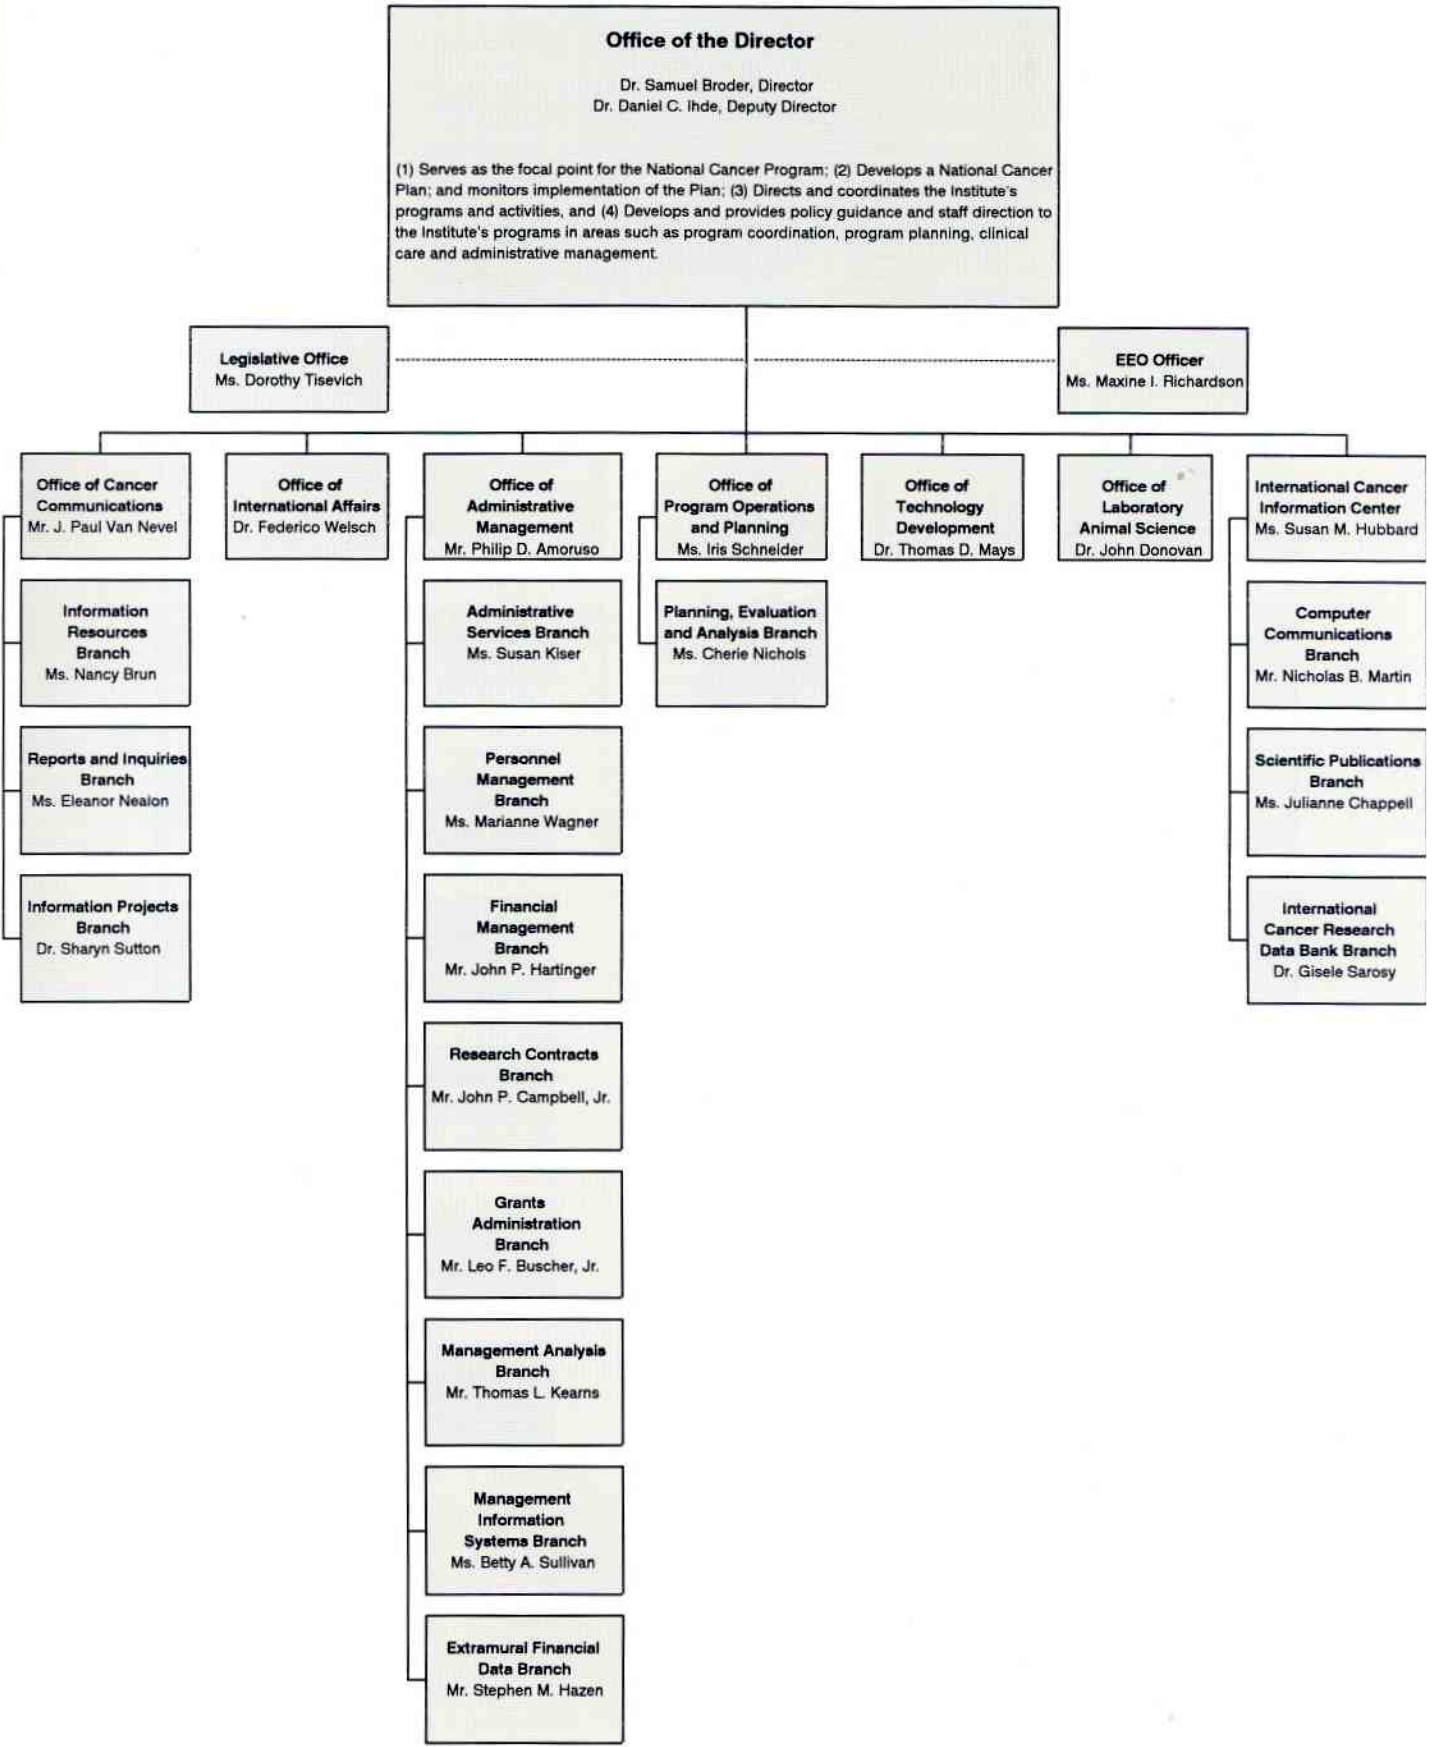 Office of the Director
Dr. Samuel Broder, Director
Dr. Daniel C. Ihde, Deputy Director
(1) Serves as the focal point for the National Cancer Program; (2) Develops a National Cancer
Plan; and monitors implementation of the Plan; (3) Directs and coordinates the Institute's
programs and activities, and (4) Develops and provides policy guidance and staff direction to
the Institute's programs in areas such as program coordination, program planning, clinical
care and administrative management.
Legislative Office
Ms. Dorothy Tisevich
EEO Officer
Ms. Maxine I. Richardson
Office of Cancer
Communications
Mr. J. Paul Van Nevel
Office of
International Affairs
Dr. Federico Welsch
Office of
Administrative
Management
Mr. Philip D. Amoruso
Office of
Program Operations
and Planning
Ms. Iris Schneider
Office of
Technology
Development
Dr. Thomas D. Mays
Office of
Laboratory
Animal Science
Dr. John Donovan
International Cancer
Information Center
Ms. Susan M. Hubbard
Information
Resources
Branch
Ms. Nancy Brun
Reports and Inquiries
Branch
Ms. Eleanor Nealon
Information Projects
Branch
Dr. Sharyn Sutton
Administrative
Services Branch
Ms. Susan Kiser
Personnel
Management
Branch
Ms. Marianne Wagner
Financial
Management
Branch
Mr. John P. Hartinger
Research Contracts
Branch
Mr. John P. Campbell, Jr.
Grants
Administration
Branch
Mr. Leo F. Buscher, Jr.
Management Analysis
Branch
Mr. Thomas L. Kearns
Management
Information
Systems Branch
Ms. Betty A. Sullivan
Extramural Financial
Data Branch
Mr. Stephen M. Hazen
Planning, Evaluation
and Analysis Branch
Ms. Cherie Nichols
Computer
Communications
Branch
Mr. Nicholas B. Martin
Scientific Publications
Branch
Ms. Julianne Chappell
International
Cancer Research
Data Bank Branch
Dr. Gisele Sarosy